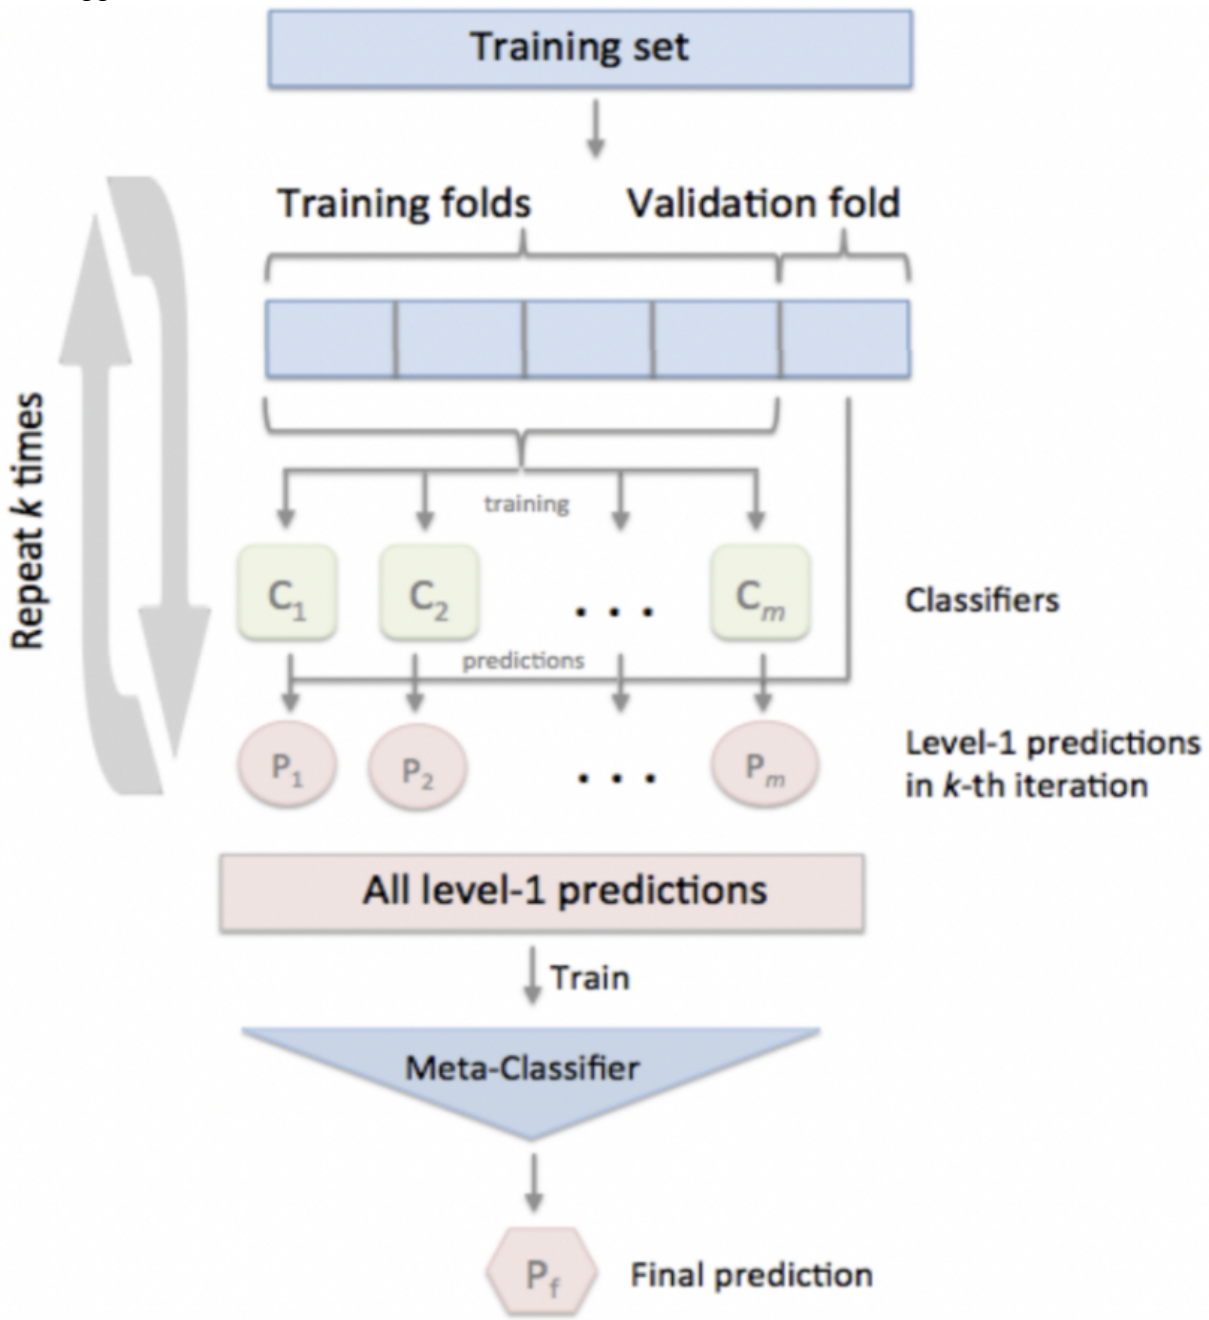 Training set
Training folds
Validation fold
Repeat k times
training
C1
C2
. . .
Cm
Classifiers
predictions
P1
P2
. . .
Pm
Level-1 predictions
in k-th iteration
All level-1 predictions
Train
Meta-Classifier
Pf
Final prediction